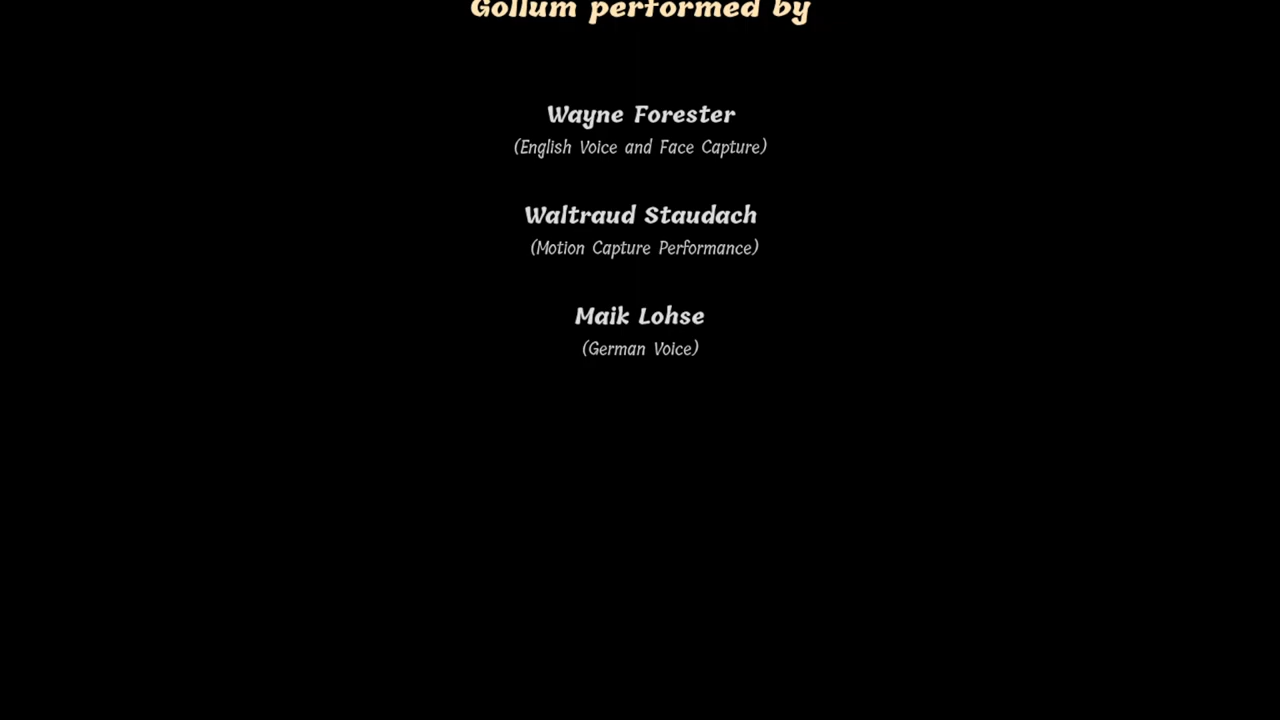 Gollum performed by
Wayne Forester
(English Voice and Face Capture)
Waltraud Staudach
(Motion Capture Performance)
Maik Lohse
(German Voice)